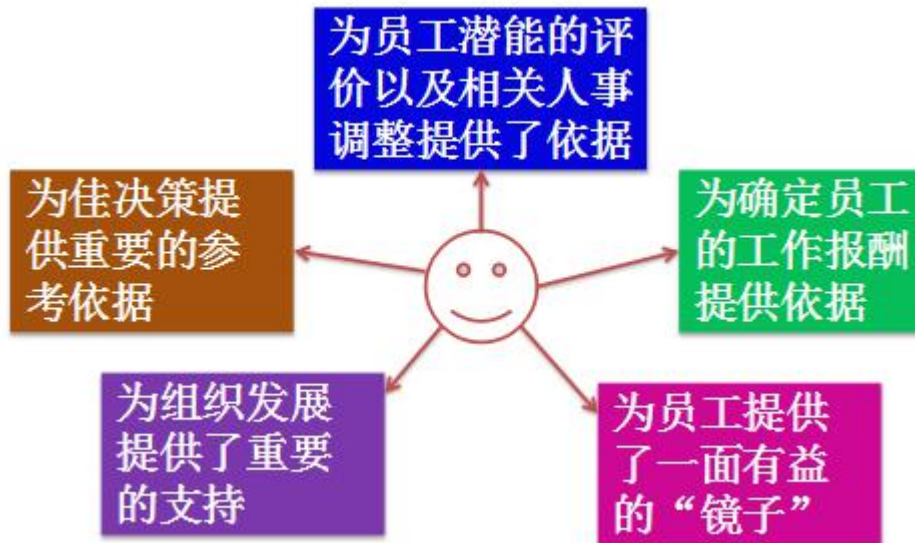 为员工潜能的评
价以及相关人事
调整提供了依据
为佳决策提
供重要的参
考依据
为确定员工
的工作报酬
提供依据
为组织发展
提供了重要
的支持
为员工提供
了一面有益
的“镜子”